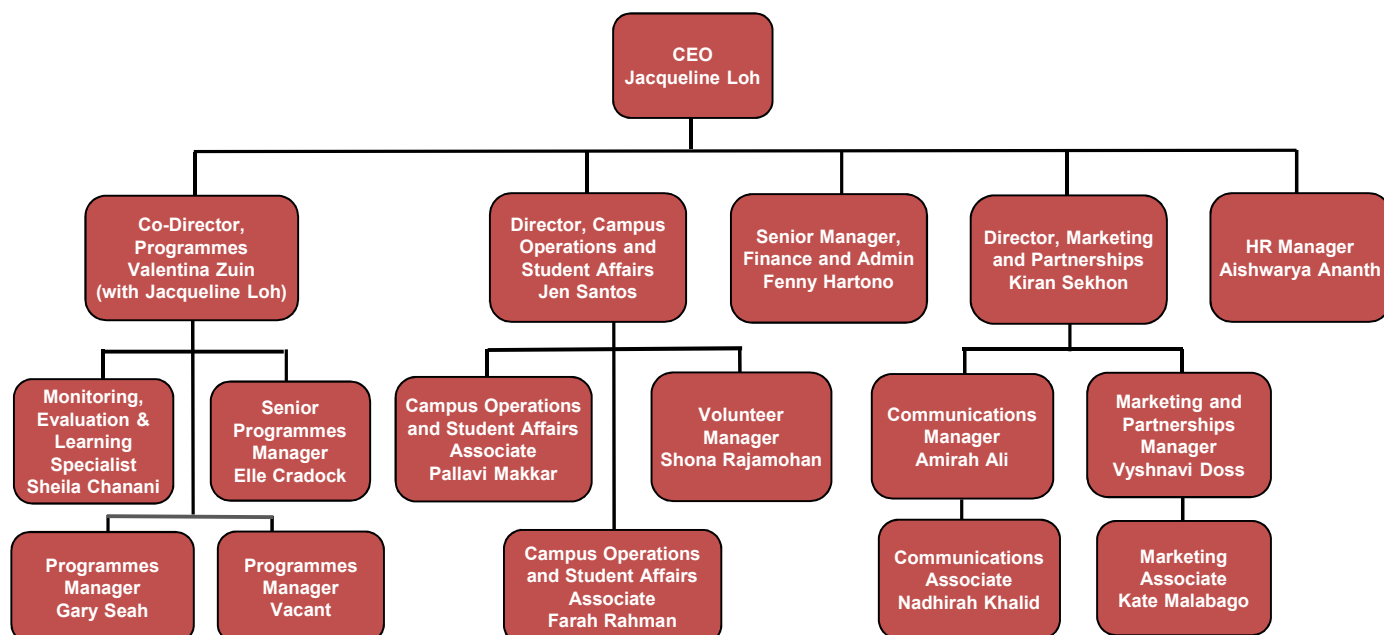 CEO
Jacqueline Loh
Co-Director,
Programmes
Valentina Zuin
(with Jacqueline Loh)
Director, Campus
Operations and
Student Affairs
Jen Santos
Senior Manager,
Finance and Admin
Fenny Hartono
Director, Marketing
and Partnerships
Kiran Sekhon
HR Manager
Aishwarya Ananth
Monitoring,
Evaluation &
Learning
Specialist
Sheila Chanani
Senior
Programmes
Manager
Elle Cradock
Campus Operations
and Student Affairs
Associate
Pallavi Makkar
Volunteer
Manager
Shona Rajamohan
Communications
Manager
Amirah Ali
Marketing and
Partnerships
Manager
Vyshnavi Doss
Programmes
Manager
Gary Seah
Programmes
Manager
Vacant
Campus Operations
and Student Affairs
Associate
Farah Rahman
Communications
Associate
Nadhirah Khalid
Marketing
Associate
Kate Malabago